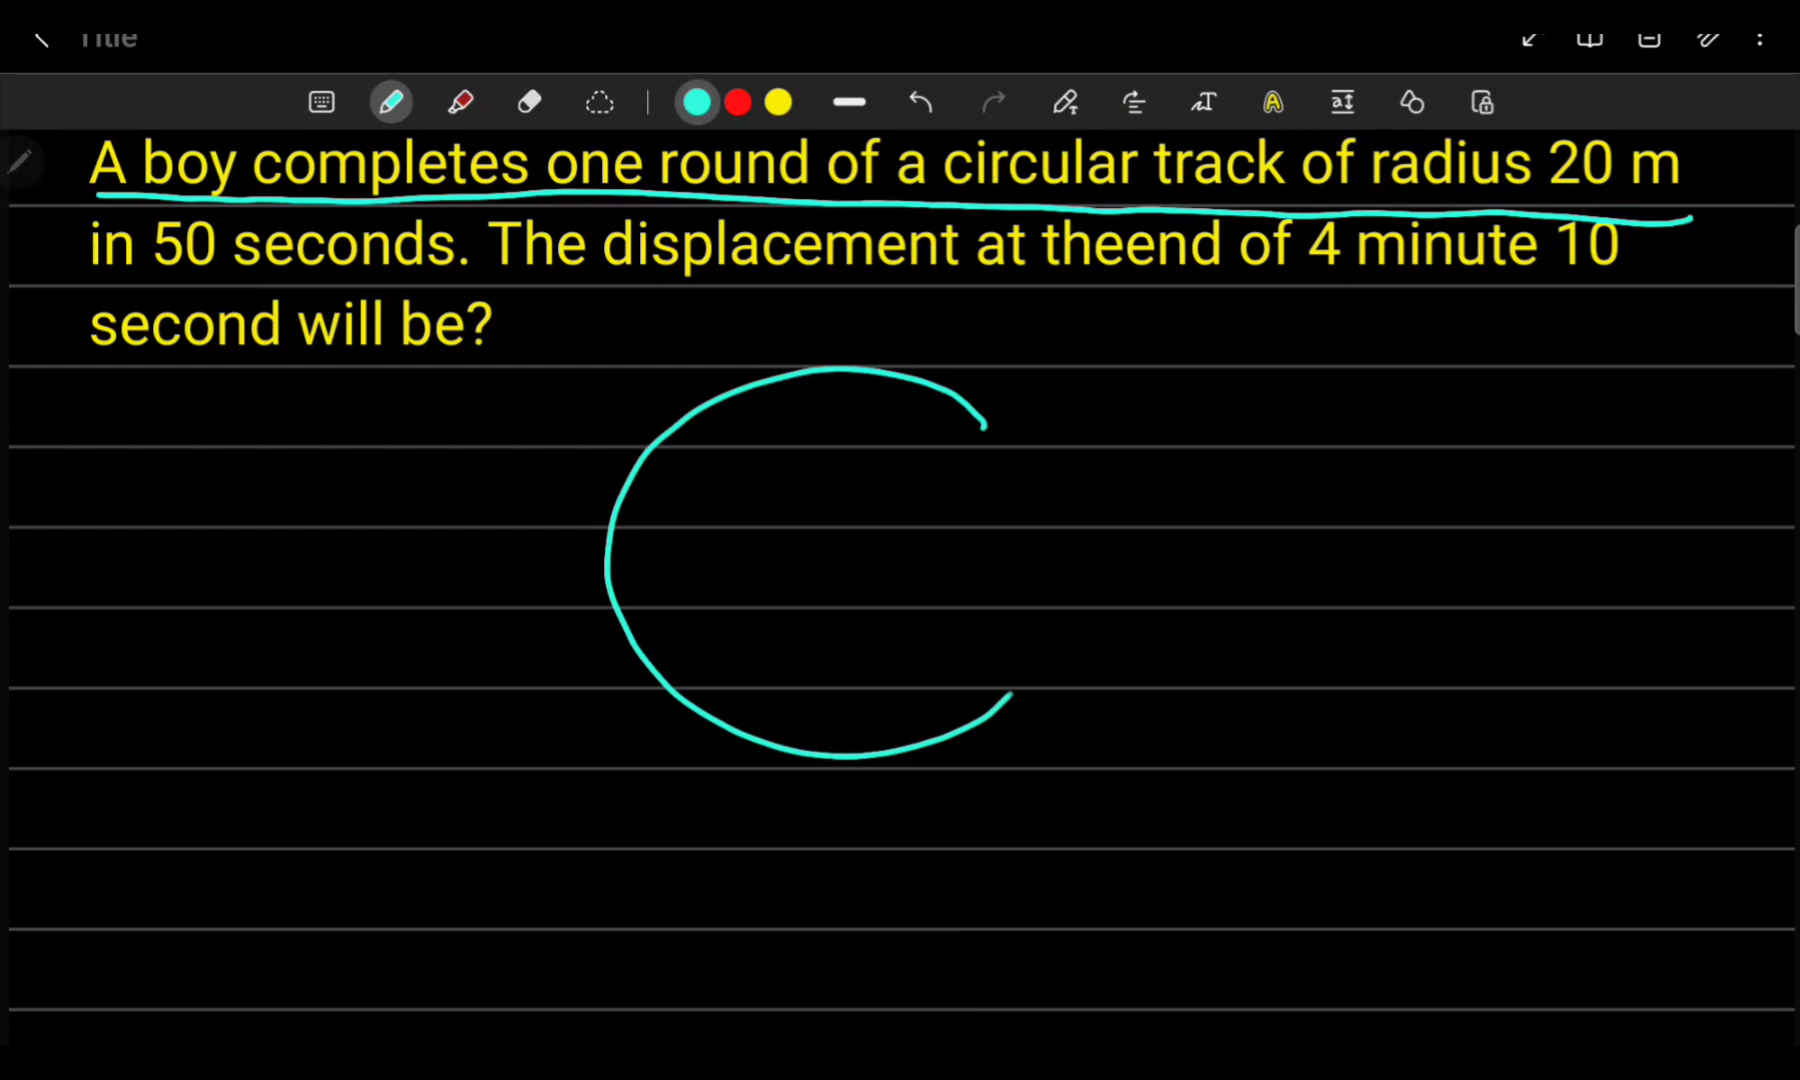 Title
A boy completes one round of a circular track of radius 20 m
in 50 seconds. The displacement at theend of 4 minute 10
second will be?